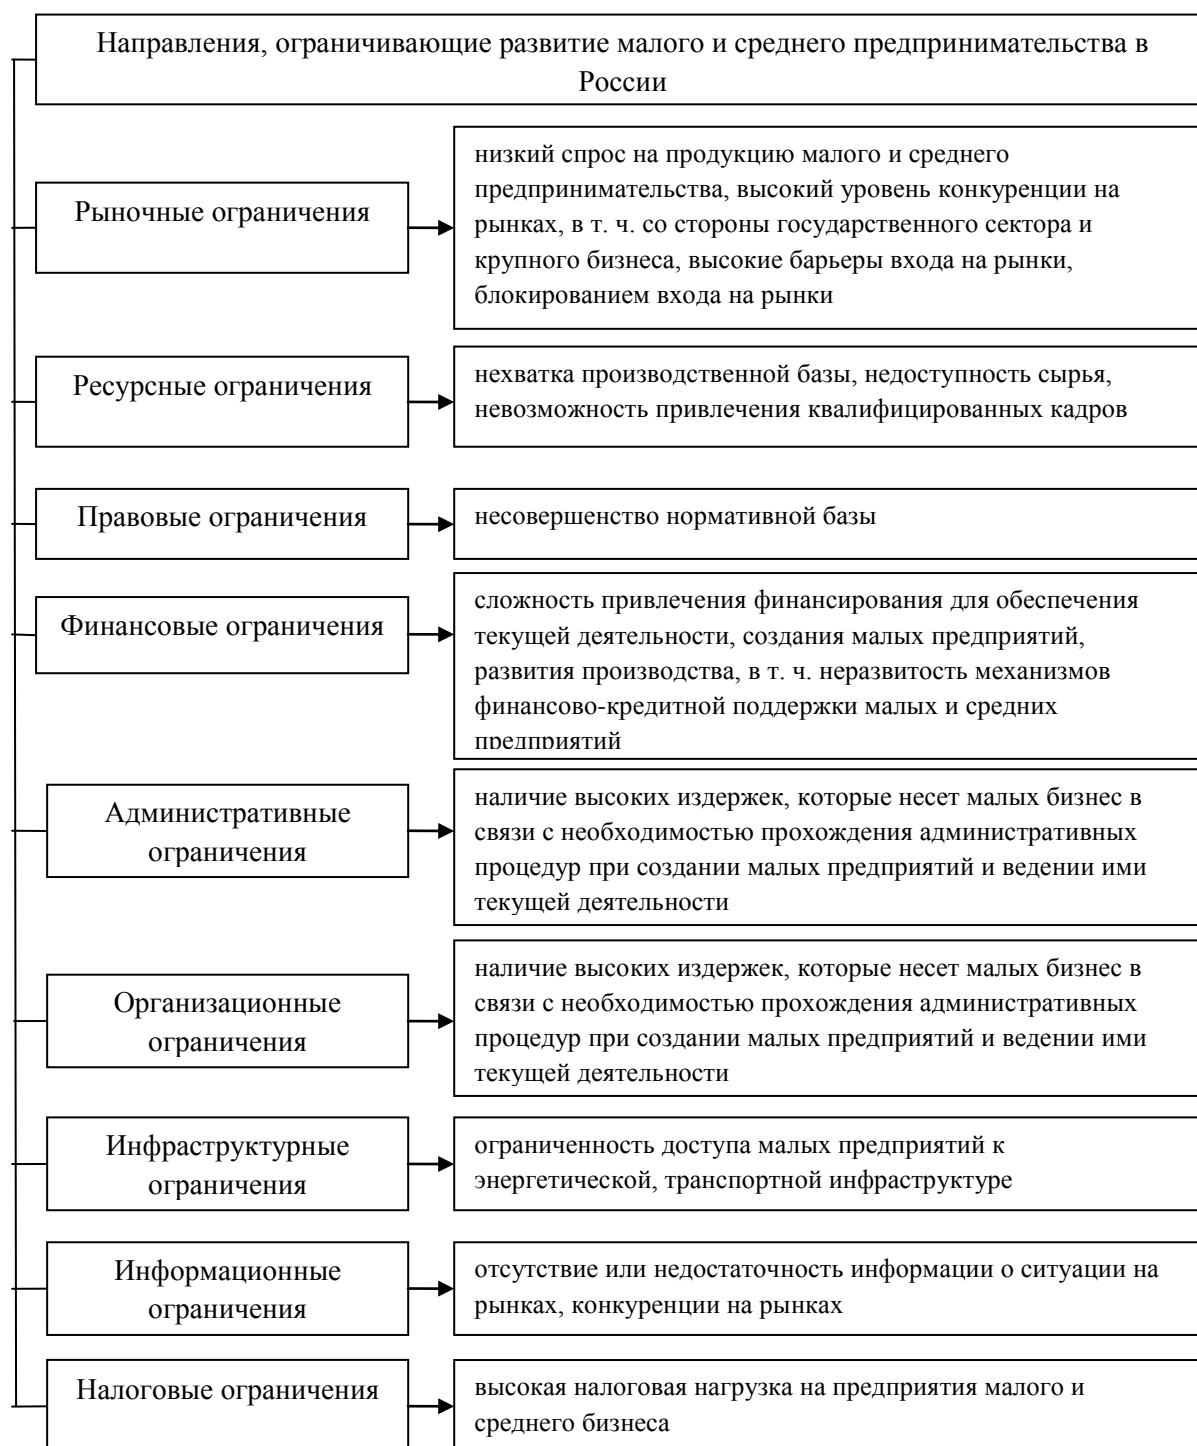 Направления, ограничивающие развитие малого и среднего предпринимательства в
России
Рыночные ограничения
низкий спрос на продукцию малого и среднего
предпринимательства, высокий уровень конкуренции на
рынках, в т. ч. со стороны государственного сектора и
крупного бизнеса, высокие барьеры входа на рынки,
блокированием входа на рынки
Ресурсные ограничения
нехватка производственной базы, недоступность сырья,
невозможность привлечения квалифицированных кадров
Правовые ограничения
несовершенство нормативной базы
Финансовые ограничения
сложность привлечения финансирования для обеспечения
текущей деятельности, создания малых предприятий,
развития производства, в т. ч. неразвитость механизмов
финансово-кредитной поддержки малых и средних
предприятий
Административные
ограничения
наличие высоких издержек, которые несет малых бизнес в
связи с необходимостью прохождения административных
процедур при создании малых предприятий и ведении ими
текущей деятельности
Организационные
ограничения
наличие высоких издержек, которые несет малых бизнес в
связи с необходимостью прохождения административных
процедур при создании малых предприятий и ведении ими
текущей деятельности
Инфраструктурные
ограничения
ограниченность доступа малых предприятий к
энергетической, транспортной инфраструктуре
Информационные
ограничения
отсутствие или недостаточность информации о ситуации на
рынках, конкуренции на рынках
Налоговые ограничения
высокая налоговая нагрузка на предприятия малого и
среднего бизнеса